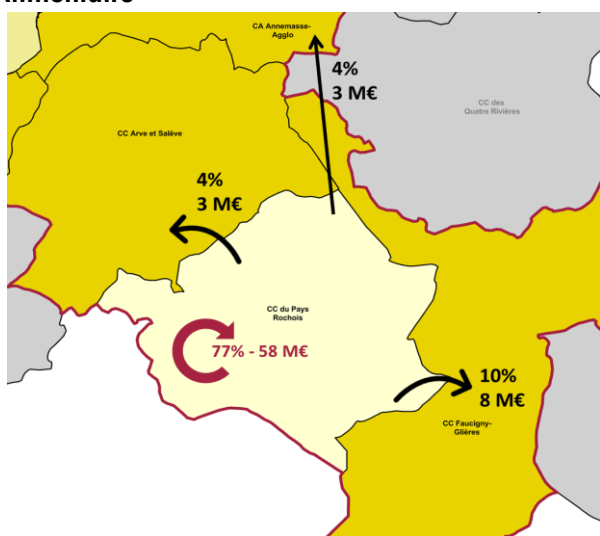 Alimentaire
CA Annemasse-
Agglo
4%
3 M€
CC des
Quatre Rivières
CC Arve et Salève
4%
3 M€
CC du Pays
Rochois
77% - 58 M€
10%
8 M€
CC Faucigny-
Glières